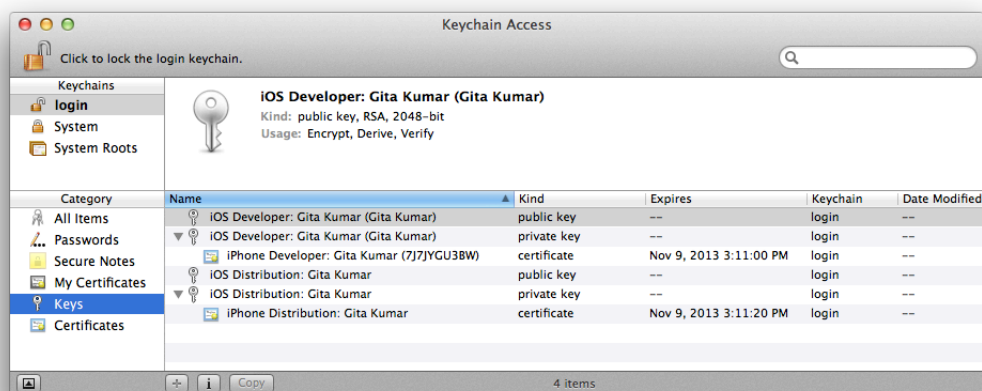 Keychain Access
Click to lock the login keychain.
Keychains
login
System
System Roots
iOS Developer: Gita Kumar (Gita Kumar)
Kind: public key, RSA, 2048-bit
Usage: Encrypt, Derive, Verify
Category
All Items
Passwords
Secure Notes
My Certificates
Keys
Certificates
Name Kind Expires Keychain Date Modified
iOS Developer: Gita Kumar (Gita Kumar) public key -- login --
iOS Developer: Gita Kumar (Gita Kumar) private key -- login --
iPhone Developer: Gita Kumar (7J7JYGU3BW) certificate Nov 9, 2013 3:11:00 PM login --
iOS Distribution: Gita Kumar public key -- login --
iOS Distribution: Gita Kumar private key -- login --
iPhone Distribution: Gita Kumar certificate Nov 9, 2013 3:11:20 PM login --
+ i Copy 4 items